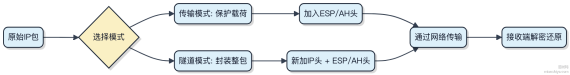 原始IP包
选择模式
传输模式: 保护载荷
加入ESP/AH头
隧道模式: 封装整包
新加IP头 + ESP/AH头
通过网络传输
接收端解密还原